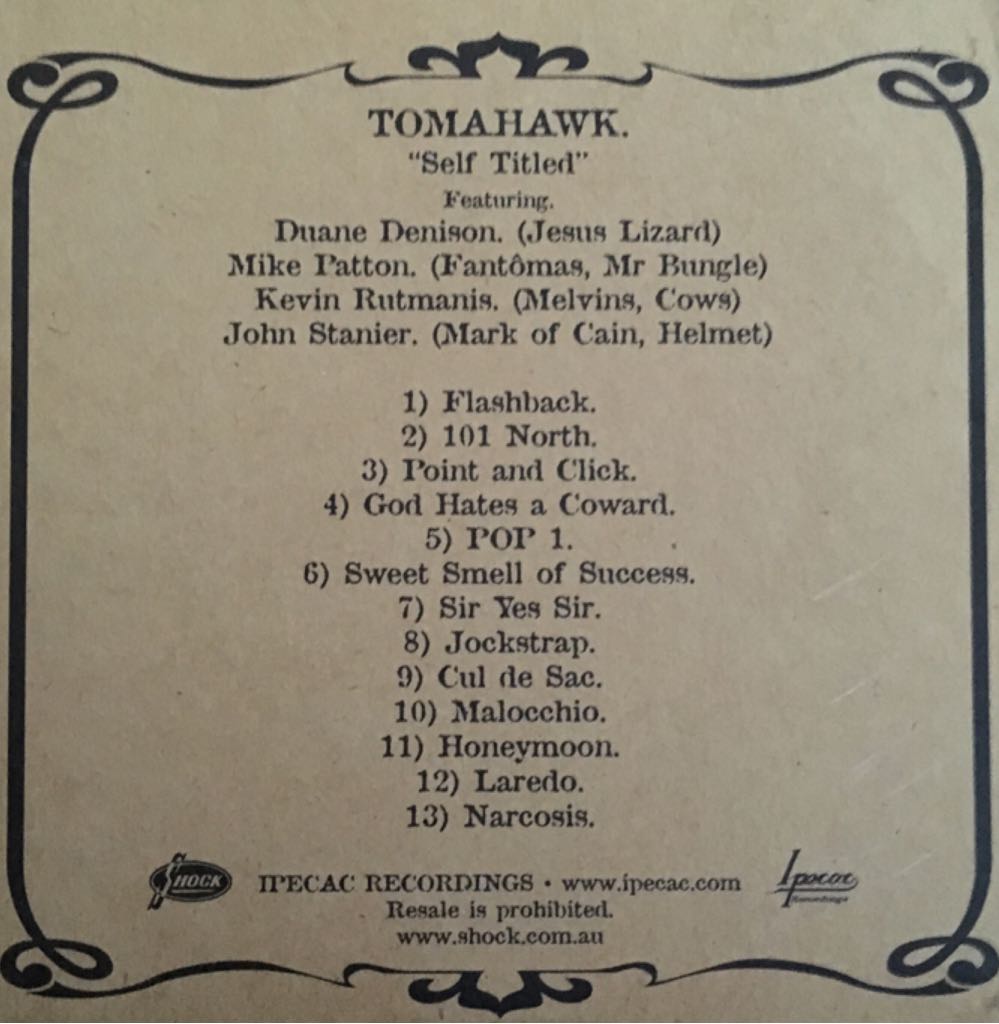 TOMAHAWK.
"Self Titled"
Featuring.
Duane Denison. (Jesus Lizard)
Mike Patton. (Fantômas, Mr Bungle)
Kevin Rutmanis. (Melvins, Cows)
John Stanier. (Mark of Cain, Helmet)
1) Flashback.
2) 101 North.
3) Point and Click.
4) God Hates a Coward.
5) POP 1.
6) Sweet Smell of Success.
7) Sir Yes Sir.
8) Jockstrap.
9) Cul de Sac.
10) Malocchio.
11) Honeymoon.
12) Laredo.
13) Narcosis.
SHOCK IPECAC RECORDINGS • www.ipecac.com Ipecac Recordings
Resale is prohibited.
www.shock.com.au